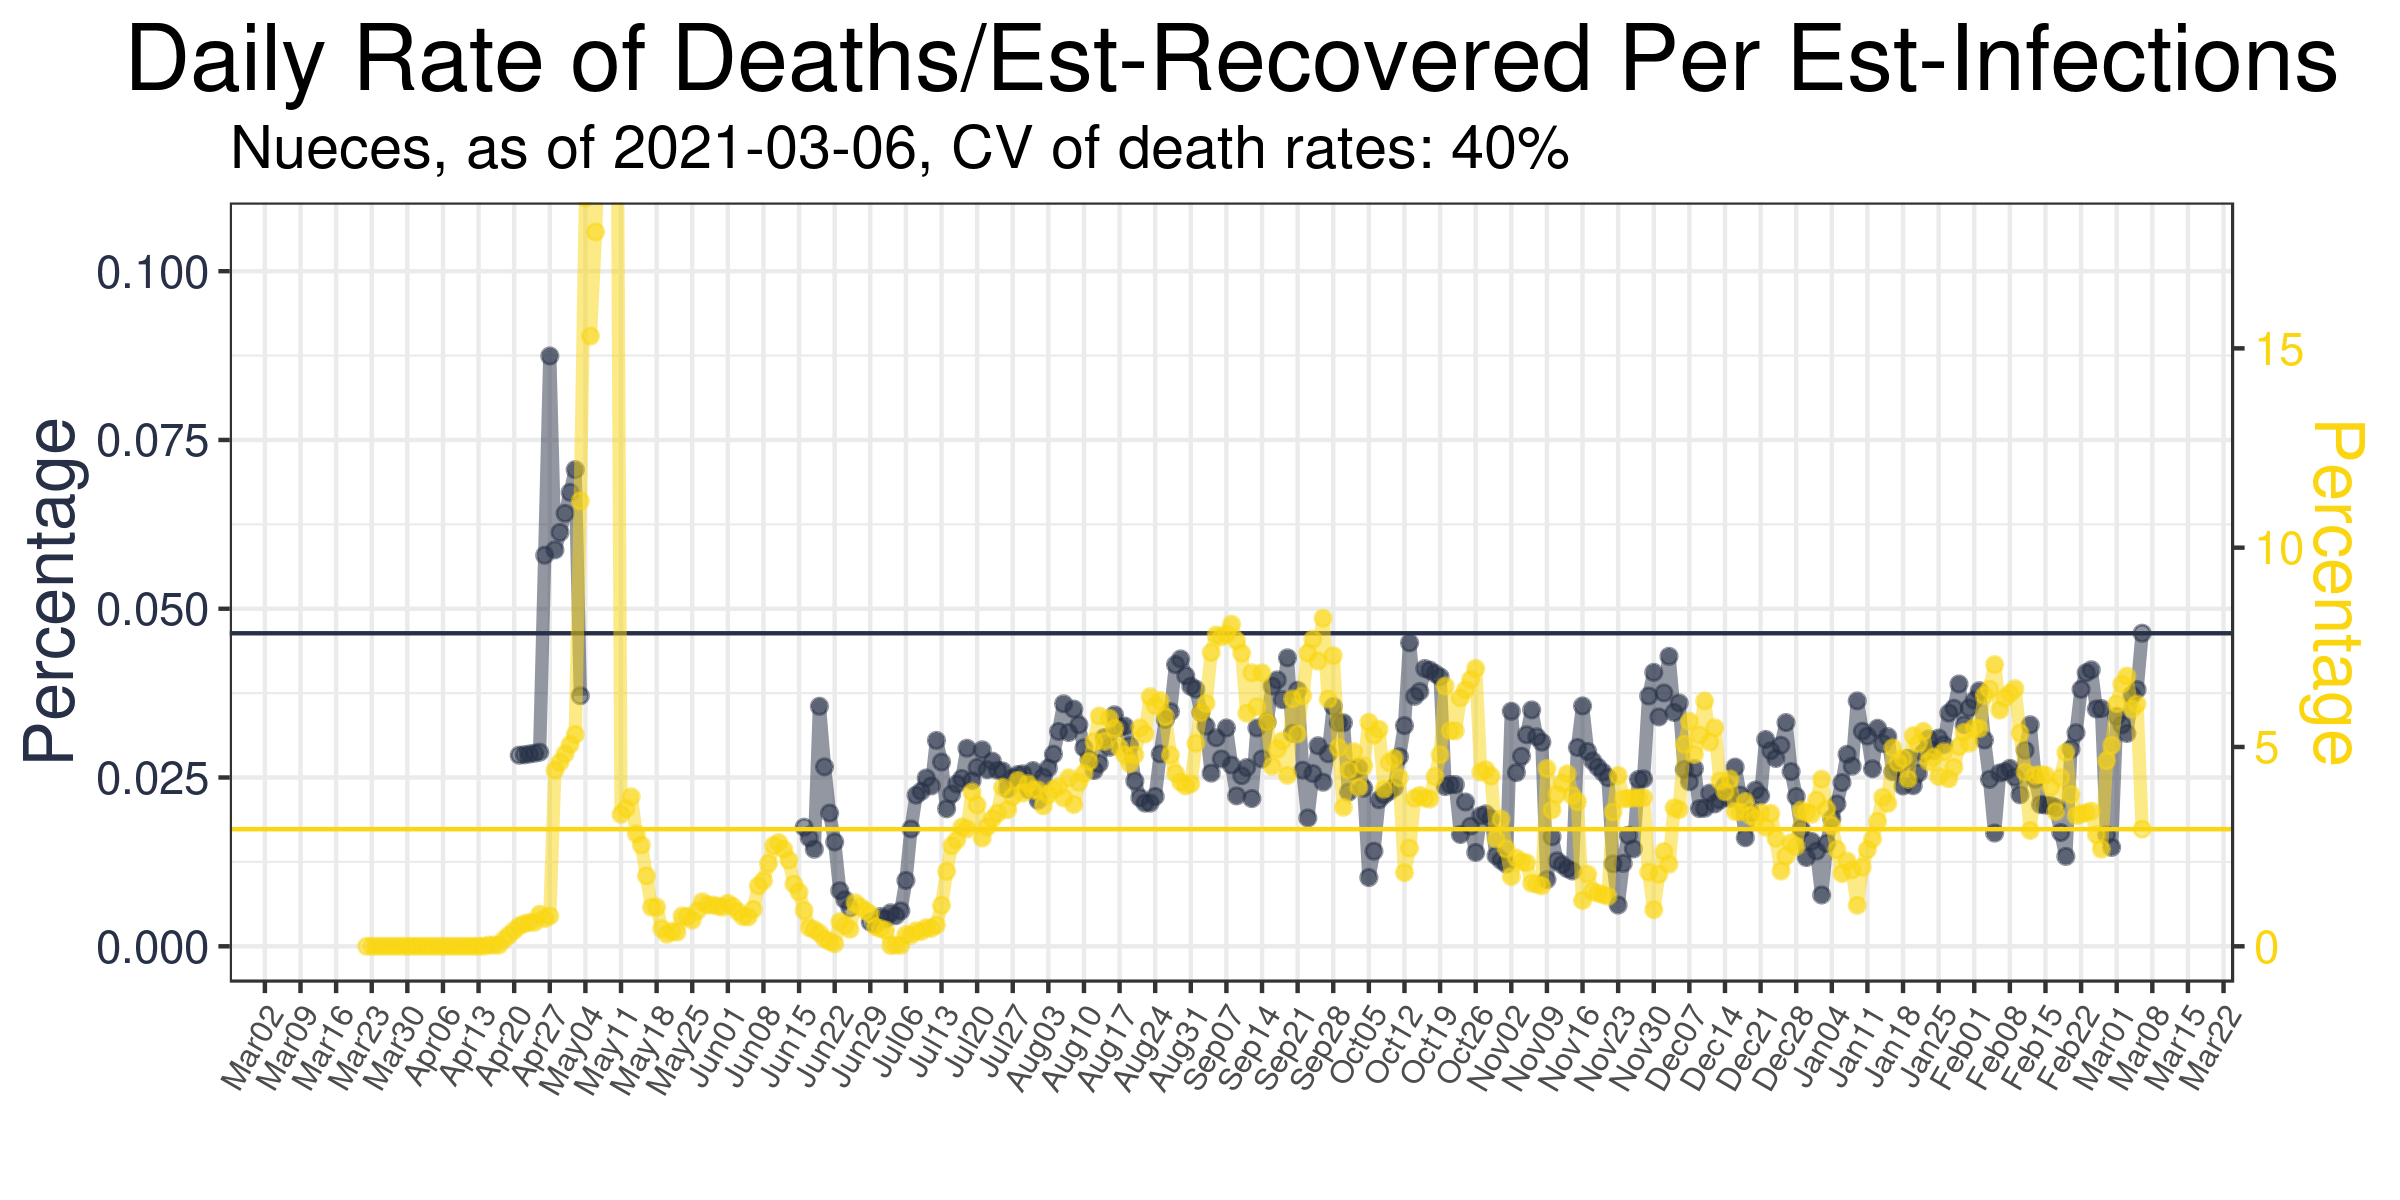 Daily Rate of Deaths/Est-Recovered Per Est-Infections
Nueces, as of 2021-03-06, CV of death rates: 40%
Percentage
0.100
0.075
0.050
0.025
0.000
15
10
5
0
Percentage
Mar02
Mar09
Mar16
Mar23
Mar30
Apr06
Apr13
Apr20
Apr27
May04
May11
May18
May25
Jun01
Jun08
Jun15
Jun22
Jun29
Jul06
Jul13
Jul20
Jul27
Aug03
Aug10
Aug17
Aug24
Aug31
Sep07
Sep14
Sep21
Sep28
Oct05
Oct12
Oct19
Oct26
Nov02
Nov09
Nov16
Nov23
Nov30
Dec07
Dec14
Dec21
Dec28
Dec04
Jan11
Jan18
Jan25
Feb01
Feb08
Feb15
Feb22
Mar01
Mar08
Mar15
Mar22